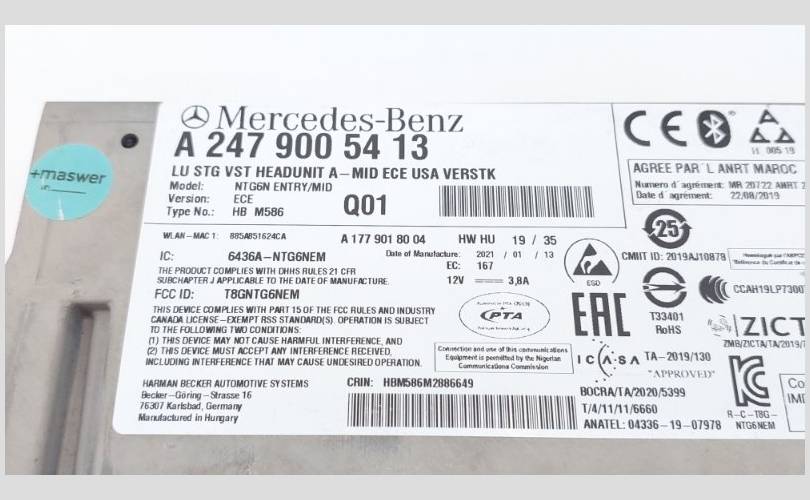 +maswer
Mercedes-Benz
A 247 900 54 13
LU STG VST HEADUNIT A-MID ECE USA VERSTK
Model: NTG6N ENTRY/MID
Version: ECE
Type No.: HB M586
Q01
WLAN-MAC 1: 885A851624CA
A 177 901 80 04
HW HU 19 / 35
IC: 6436A-NTG6NEM
Date of Manufacture: 2021 / 01 / 13
EC: 167
THE PRODUCT COMPLIES WITH DHHS RULES 21 CFR
SUBCHAPTER J APPLICABLE TO THE DATE OF MANUFACTURE.
12V 3,8A
FCC ID: T8GNTG6NEM
THIS DEVICE COMPLIES WITH PART 15 OF THE FCC RULES AND INDUSTRY
CANADA LICENSE-EXEMPT RSS STANDARD(S). OPERATION IS SUBJECT
TO THE FOLLOWING TWO CONDITIONS:
(1) THIS DEVICE MAY NOT CAUSE HARMFUL INTERFERENCE, AND
(2) THIS DEVICE MUST ACCEPT ANY INTERFERENCE RECEIVED,
INCLUDING INTERFERENCE THAT MAY CAUSE UNDESIRED OPERATION.
PTA
Connection and use of this communications
Equipment is permitted by the Nigerian
Communications Commission
HARMAN BECKER AUTOMOTIVE SYSTEMS
Becker-Göring-Strasse 16
76307 Karlsbad, Germany
Manufactured in Hungary
CRIN: HBM586M2886649
CE
005 19
AGREE PAR´L ANRT MAROC
Numero d´agrément: MR 20722 ANRT
Date d´agrément: 22/08/2019
25
CMIIT ID: 2019AJ10879
ESD
CCAH19LP7300
EAC
T33401
RoHS
ZICT
ZMB/ZICTA/TA/2019/
ICASA TA-2019/130
"APPROVED"
BOCRA/TA/2020/5399
T/4/11/11/6660
ANATEL: 04336-19-07978
R-C-T8G-
NTG6NEM